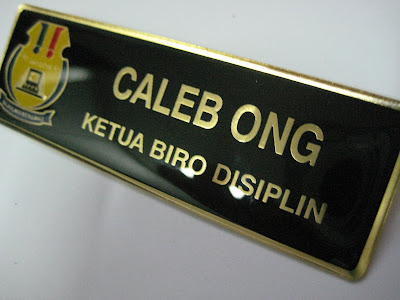 CALEB ONG
KETUA BIRO DISIPLIN